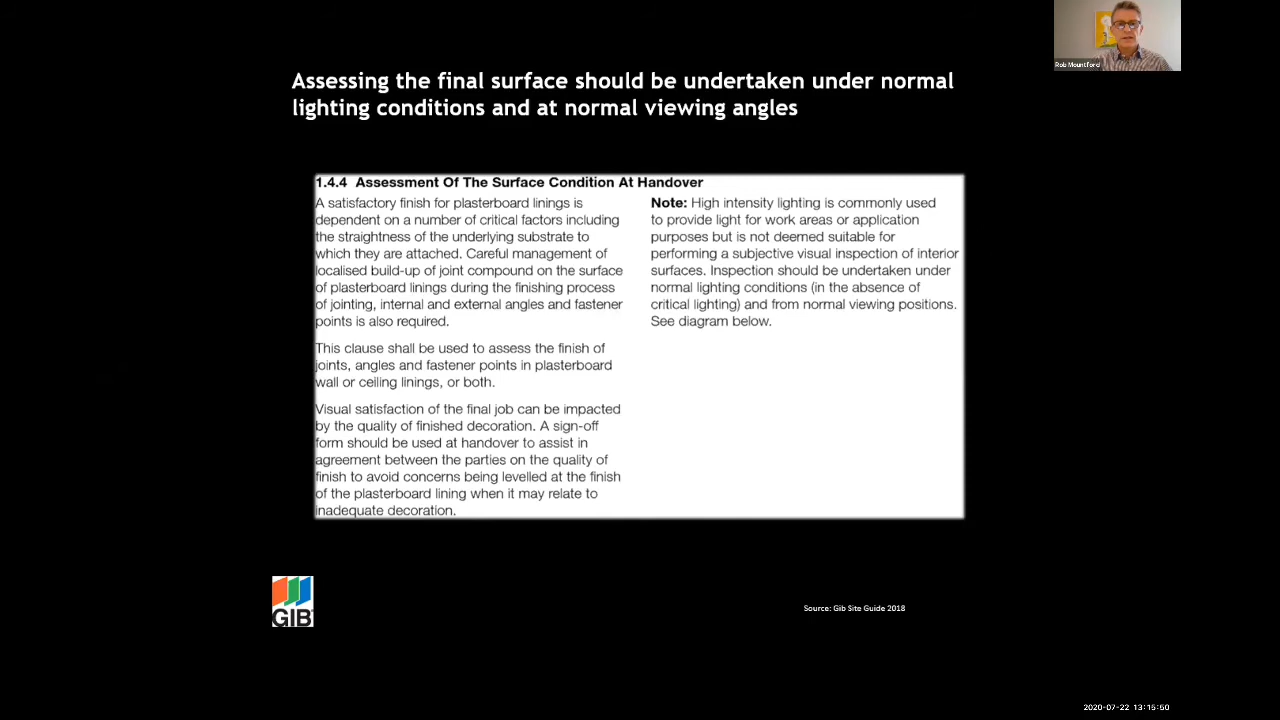 Rob Mountford
Assessing the final surface should be undertaken under normal
lighting conditions and at normal viewing angles
1.4.4 Assessment Of The Surface Condition At Handover
A satisfactory finish for plasterboard linings is
dependent on a number of critical factors including
the straightness of the underlying substrate to
which they are attached. Careful management of
localised build-up of joint compound on the surface
of plasterboard linings during the finishing process
of jointing, internal and external angles and fastener
points is also required.
This clause shall be used to assess the finish of
joints, angles and fastener points in plasterboard
wall or ceiling linings, or both.
Visual satisfaction of the final job can be impacted
by the quality of finished decoration. A sign-off
form should be used at handover to assist in
agreement between the parties on the quality of
finish to avoid concerns being levelled at the finish
of the plasterboard lining when it may relate to
inadequate decoration.
Note: High intensity lighting is commonly used
to provide light for work areas or application
purposes but is not deemed suitable for
performing a subjective visual inspection of interior
surfaces. Inspection should be undertaken under
normal lighting conditions (in the absence of
critical lighting) and from normal viewing positions.
See diagram below.
GIB
Source: Gib Site Guide 2018
2020-07-22 13:15:50